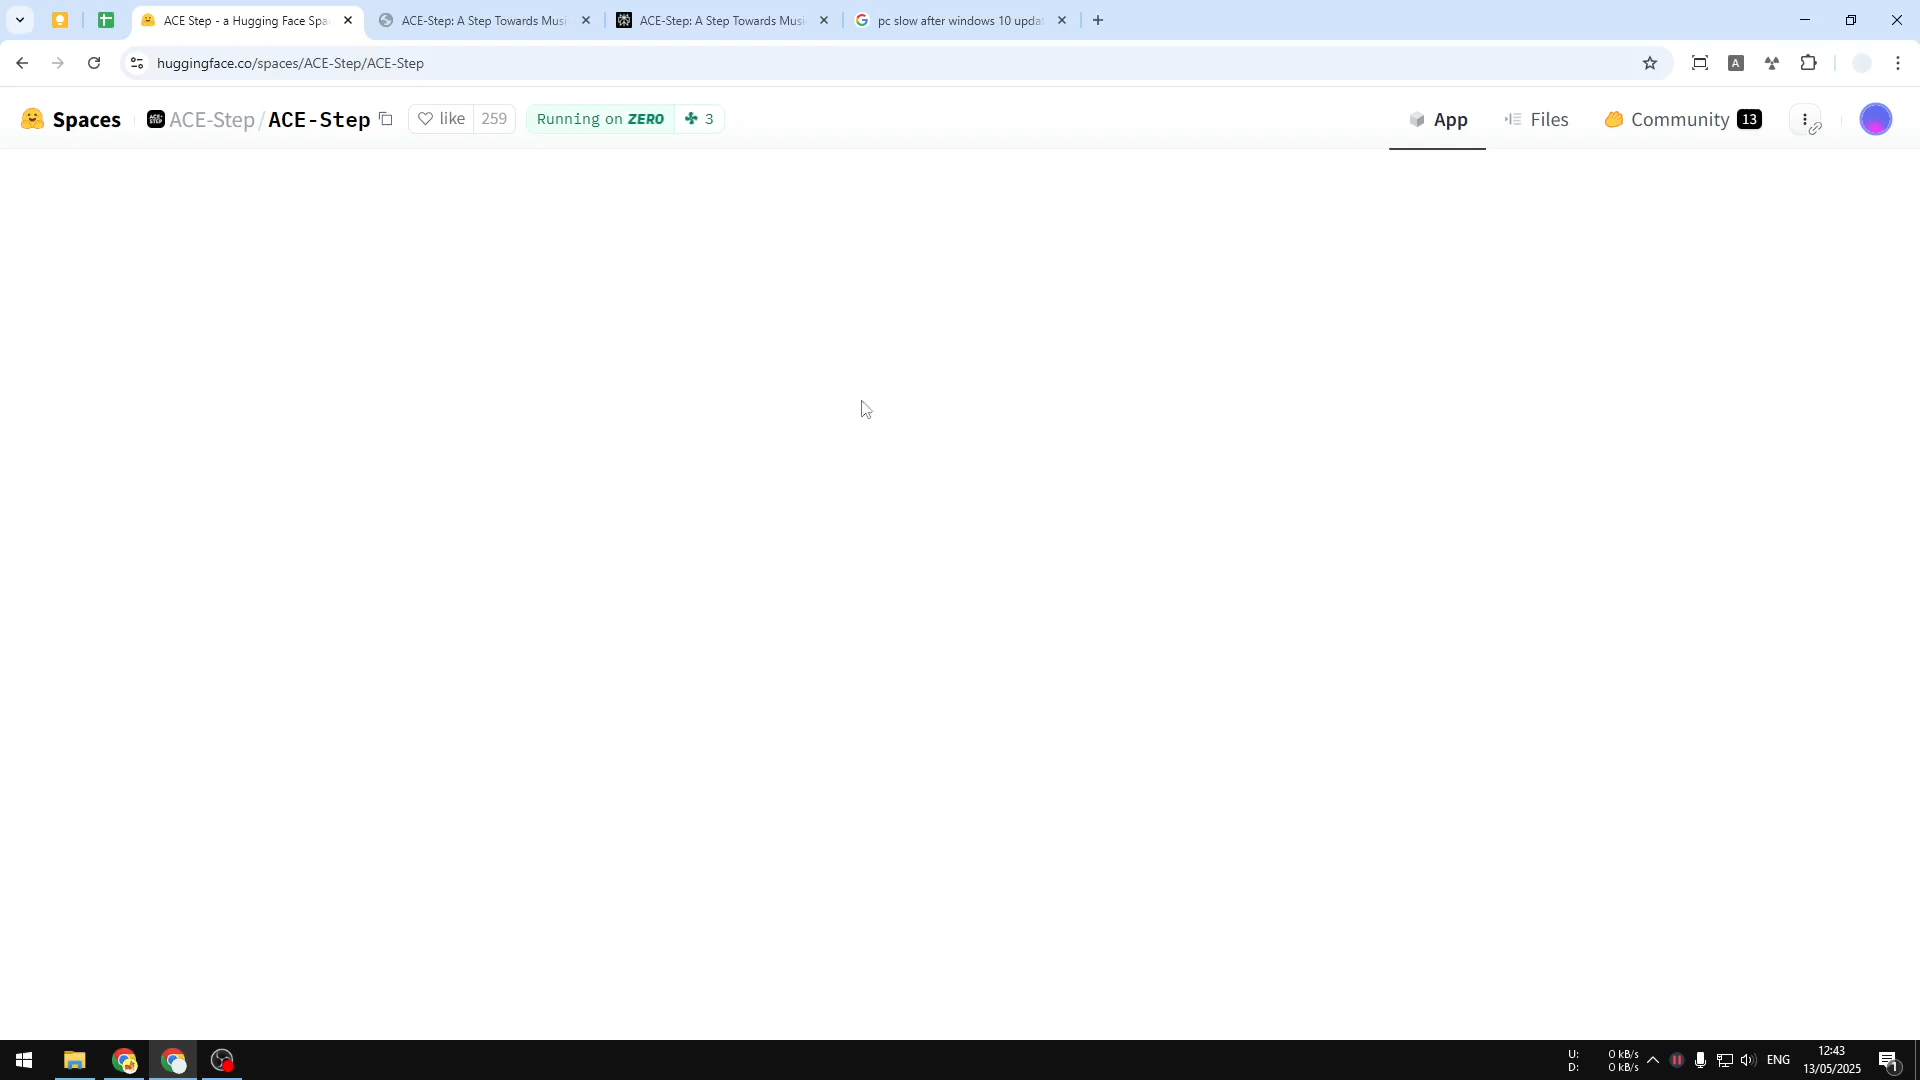 ACE Step - a Hugging Face Spa
ACE-Step: A Step Towards Musi
ACE-Step: A Step Towards Musi
pc slow after windows 10 updat
huggingface.co/spaces/ACE-Step/ACE-Step
A
Spaces
ACE-Step/ACE-Step
like 259
Running on ZERO
3
App
Files
Community 13
U: 0 kB/s
D: 0 kB/s
ENG
12:43
13/05/2025
1